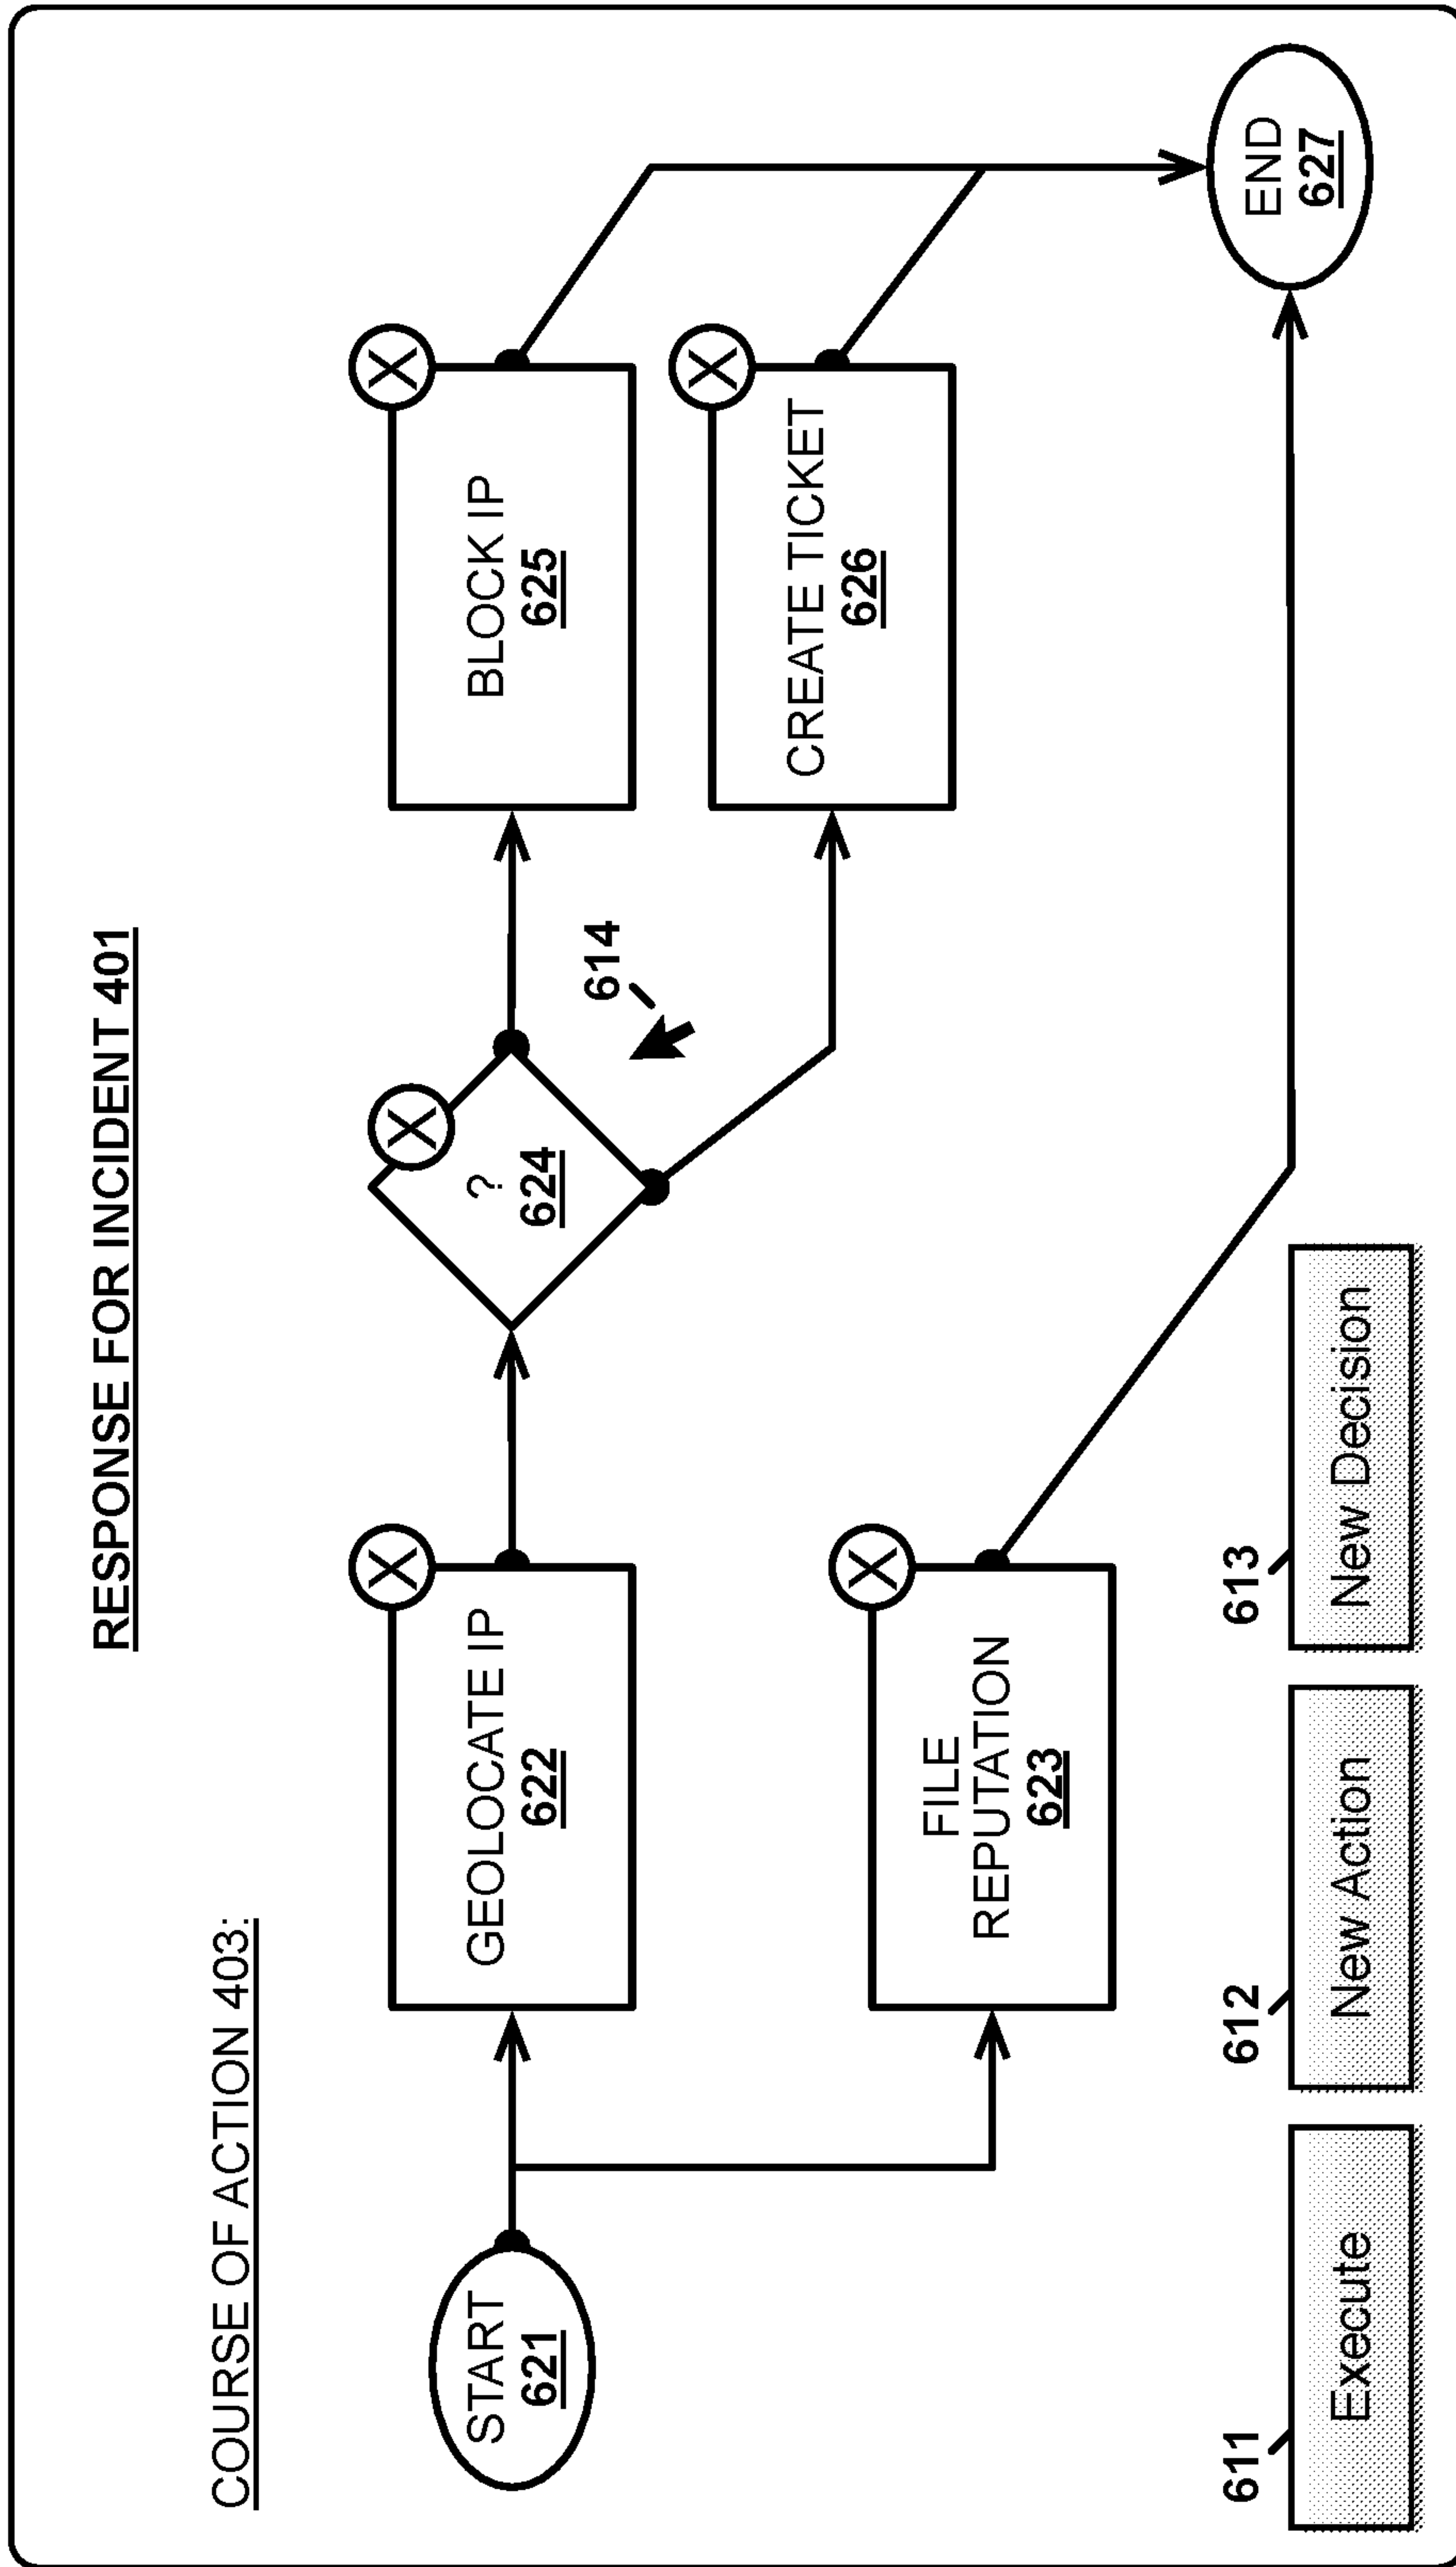 RESPONSE FOR INCIDENT 401
COURSE OF ACTION 403:
START
621
GEOLOCATE IP
622
X
?
624
X
614
BLOCK IP
625
X
CREATE TICKET
626
X
FILE
REPUTATION
623
X
END
627
611
Execute
612
New Action
613
New Decision